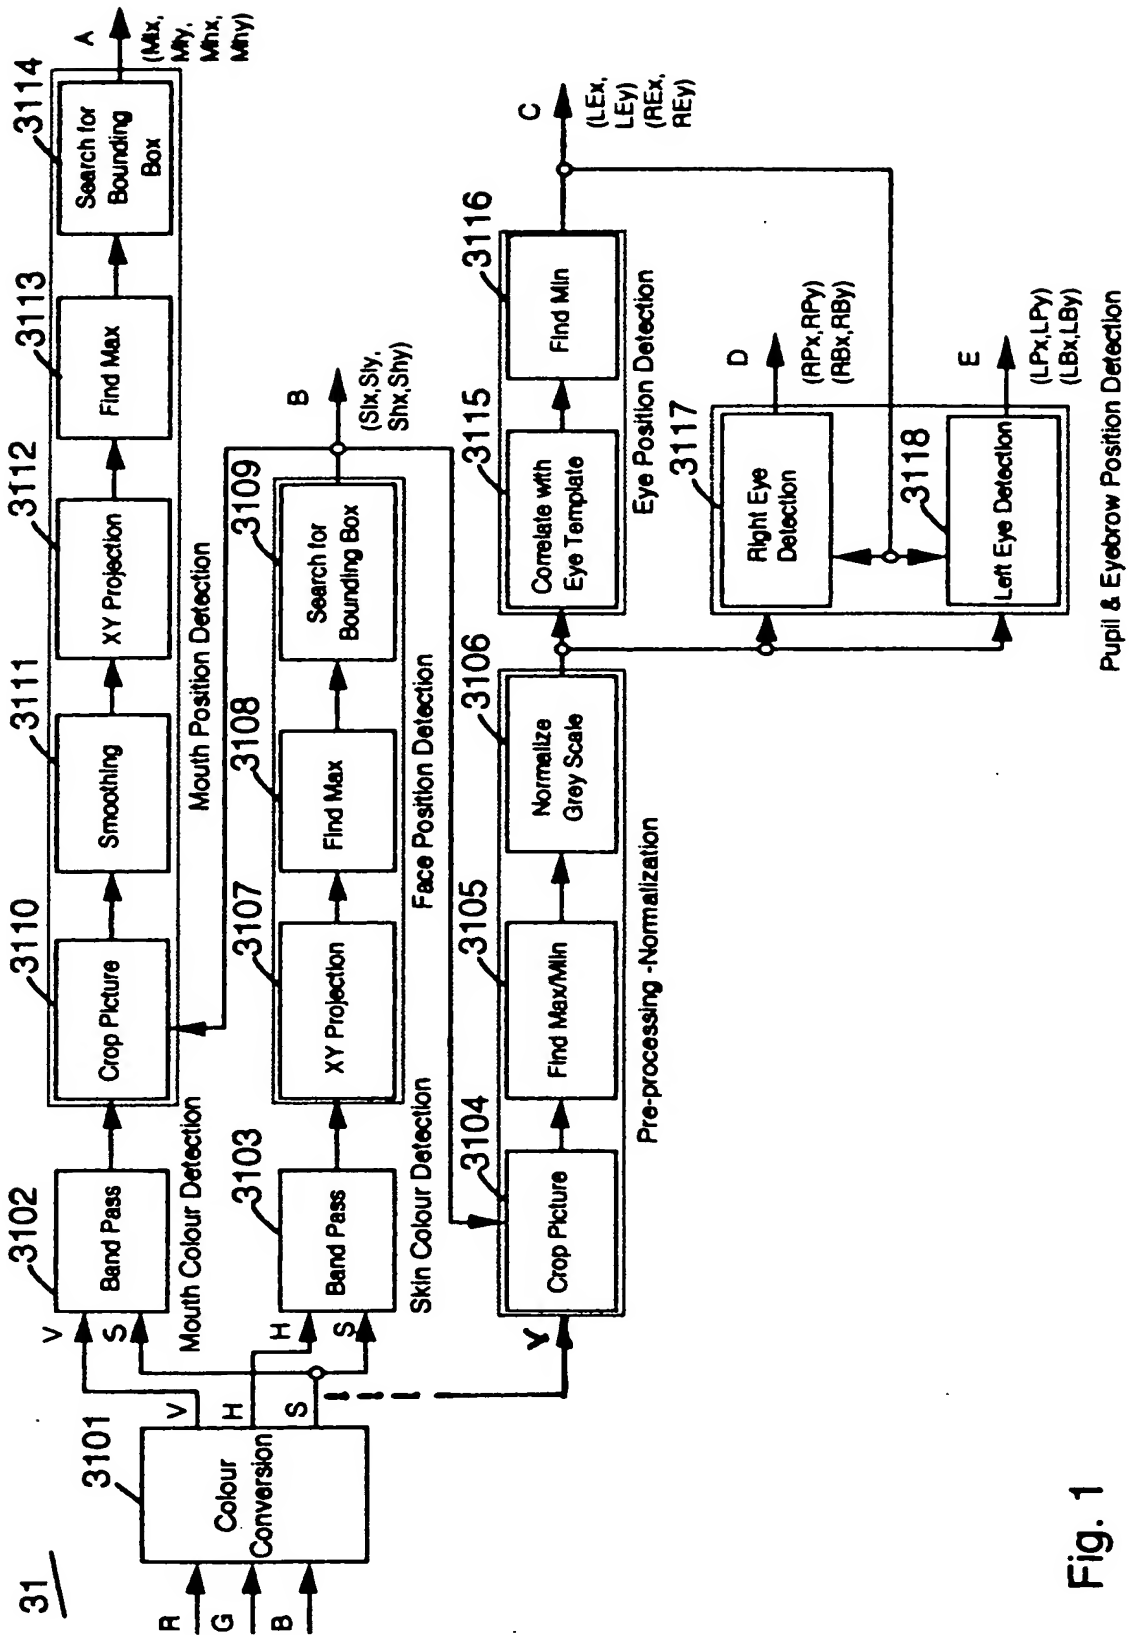 31
R
G
B
3101
Colour
Conversion
V
H
S
V
S
3102
Band Pass
Mouth Colour Detection
3110
Crop Picture
3111
Smoothing
3112
XY Projection
3113
Find Max
3114
Search for
Bounding
Box
A
(Mlx,
Mly,
Mhx,
Mhy)
Mouth Position Detection
H
S
3103
Band Pass
Skin Colour Detection
3107
XY Projection
3108
Find Max
3109
Search for
Bounding Box
B
(Slx,Sly,
Shx,Shy)
Face Position Detection
Y
3104
Crop Picture
3105
Find Max/Min
3106
Normalize
Grey Scale
Pre-processing -Normalization
3115
Correlate with
Eye Template
3116
Find Min
C
(LEx,
LEy)
(REx,
REy)
Eye Position Detection
3117
Right Eye
Detection
D
(RPx,RPy)
(RBx,RBy)
3118
Left Eye Detection
E
(LPx,LPy)
(LBx,LBy)
Pupil & Eyebrow Position Detection
Fig. 1